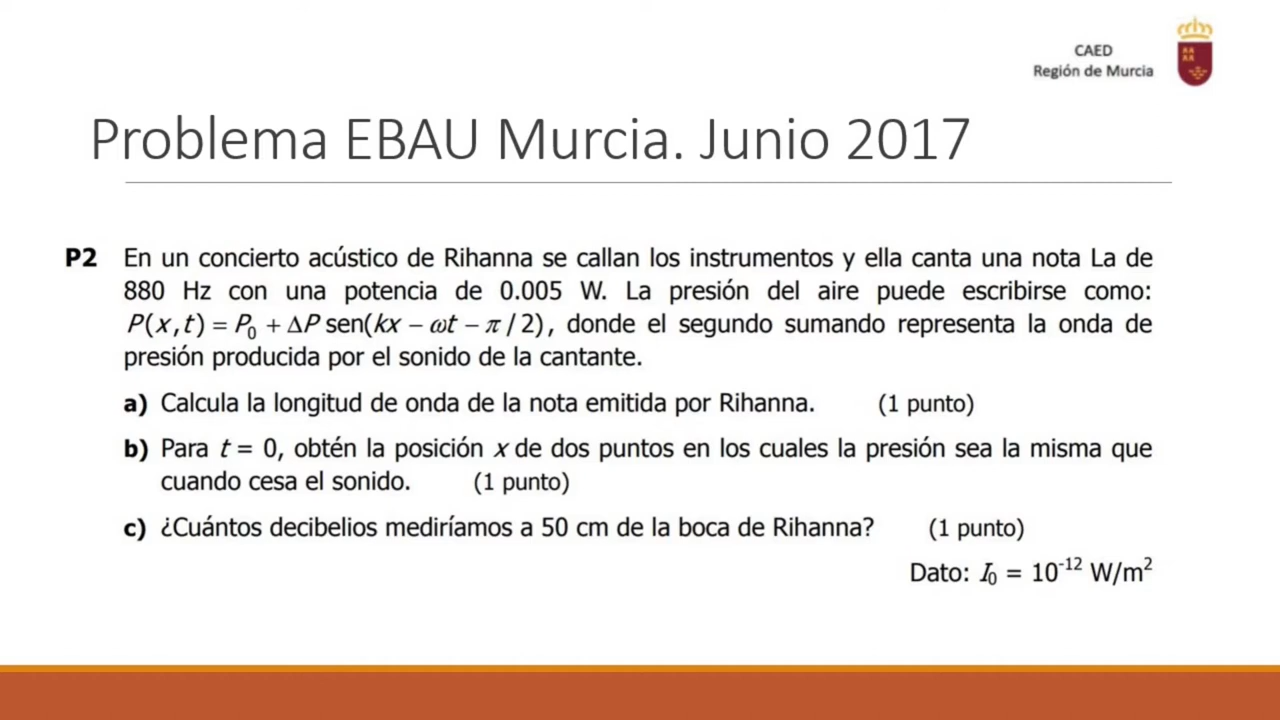 CAED
Región de Murcia
Problema EBAU Murcia. Junio 2017
P2 En un concierto acústico de Rihanna se callan los instrumentos y ella canta una nota La de
880 Hz con una potencia de 0.005 W. La presión del aire puede escribirse como:
P(x,t) = P₀ + ΔP sen(kx − ωt − π / 2), donde el segundo sumando representa la onda de
presión producida por el sonido de la cantante.
a) Calcula la longitud de onda de la nota emitida por Rihanna. (1 punto)
b) Para t = 0, obtén la posición x de dos puntos en los cuales la presión sea la misma que
cuando cesa el sonido. (1 punto)
c) ¿Cuántos decibelios mediríamos a 50 cm de la boca de Rihanna? (1 punto)
Dato: I₀ = 10⁻¹² W/m²